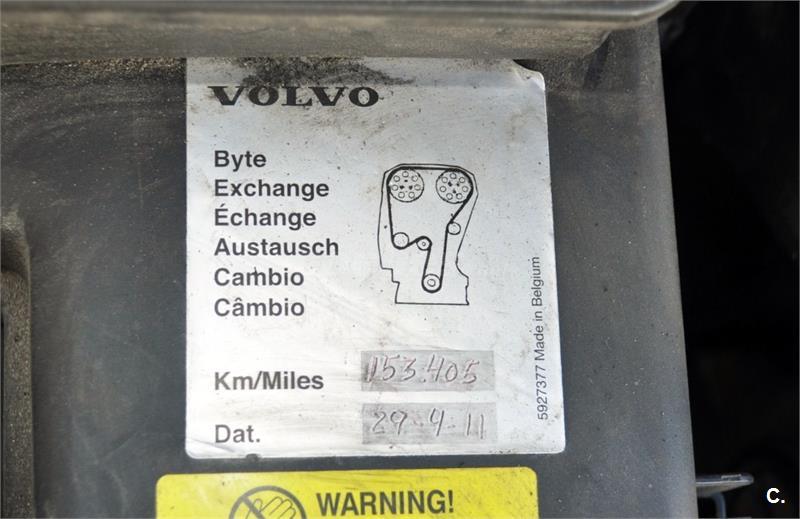 VOLVO
Byte
Exchange
Échange
Austausch
Cambio
Câmbio
Km/Miles 153.405
Dat. 29-4-11
5927377 Made in Belgium
WARNING!
C.